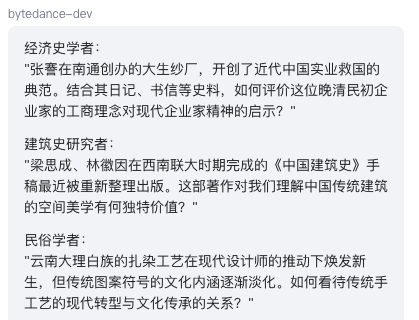 bytedance-dev
经济史学者：
"张謇在南通创办的大生纱厂，开创了近代中国实业救国的
典范。结合其日记、书信等史料，如何评价这位晚清民初企
业家的工商理念对现代企业家精神的启示？"
建筑史研究者：
"梁思成、林徽因在西南联大时期完成的《中国建筑史》手
稿最近被重新整理出版。这部著作对我们理解中国传统建筑
的空间美学有何独特价值？"
民俗学者：
"云南大理白族的扎染工艺在现代设计师的推动下焕发新
生，但传统图案符号的文化内涵逐渐淡化。如何看待传统手
工艺的现代转型与文化传承的关系？"